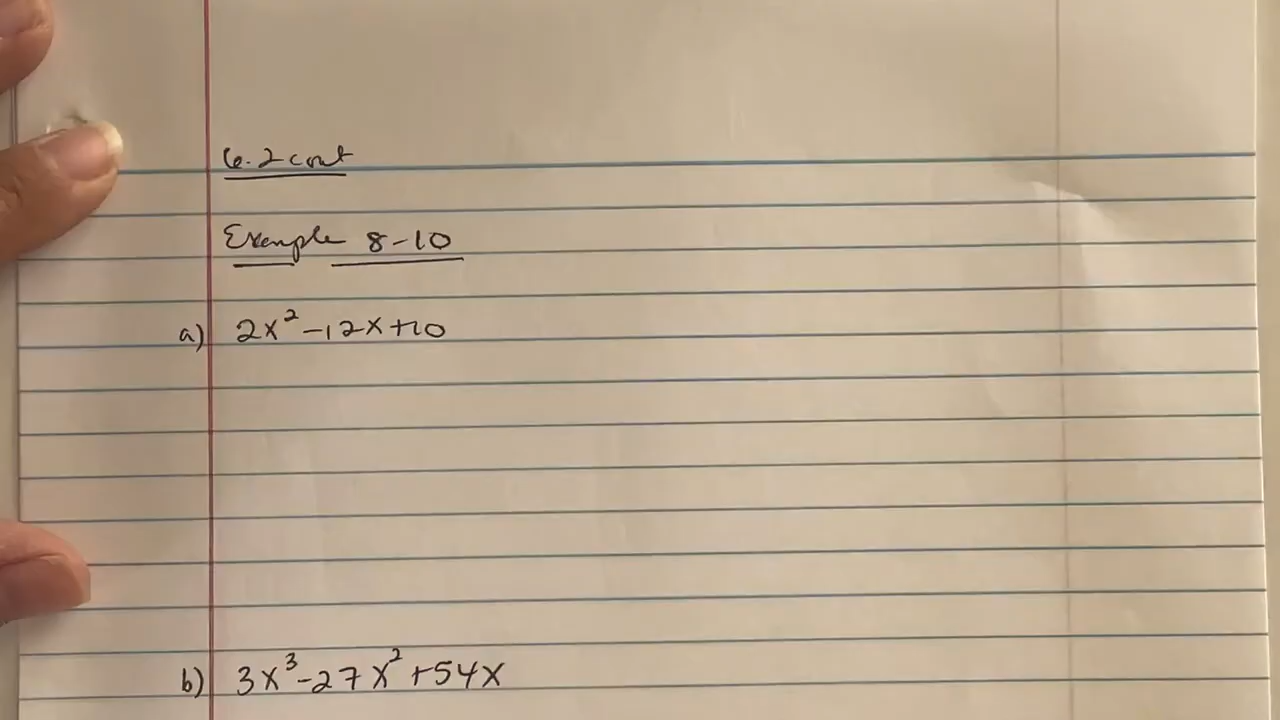 6.2 cont
Example 8-10
a) 2x² -12x+10
b) 3x³-27x²+54x